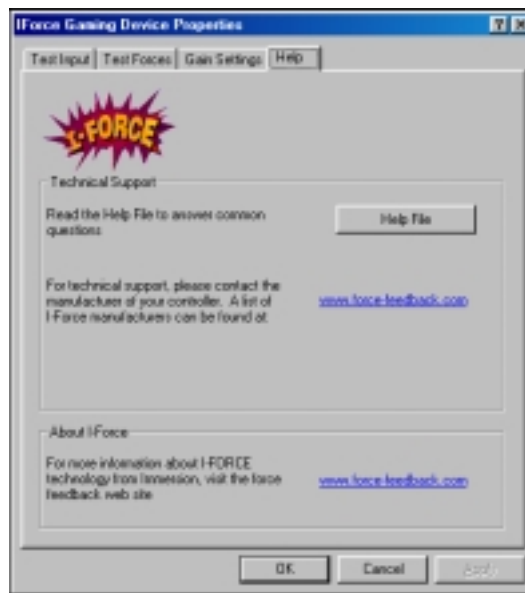 IForce Gaming Device Properties
Test Input Test Forces Gain Settings Help
I-FORCE
Technical Support
Read the Help File to answer common
questions
Help File
For technical support, please contact the
manufacturer of your controller. A list of
I-Force manufacturers can be found at
www.force-feedback.com
About I-Force
For more information about I-FORCE
technology from Immersion, visit the force
feedback web site
www.force-feedback.com
OK Cancel Apply